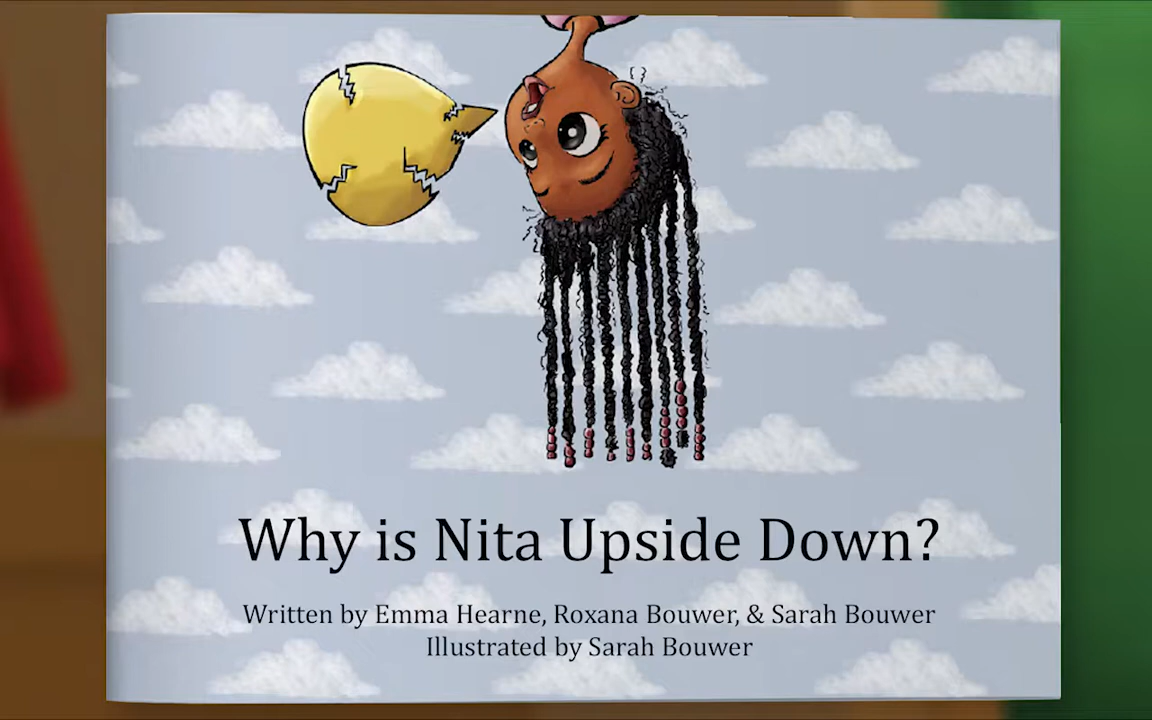 Why is Nita Upside Down?
Written by Emma Hearne, Roxana Bouwer, & Sarah Bouwer
Illustrated by Sarah Bouwer